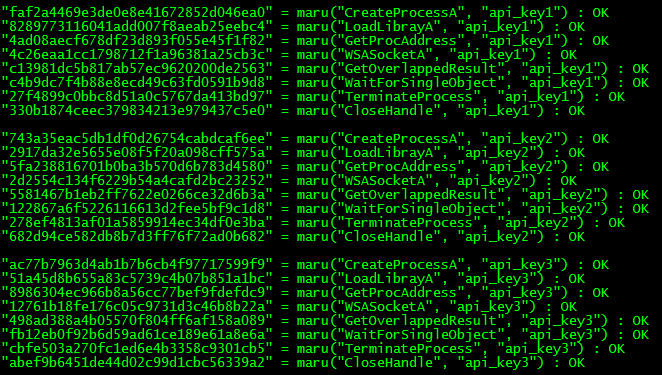 "faf2a4469e3de0e8e41672852d046ea0" = maru("CreateProcessA", "api_key1") : OK
"8289773116041add007f8aeab25eebc4" = maru("LoadLibrayA", "api_key1") : OK
"4ad08aecf678df23d893f055e45f1f82" = maru("GetProcAddress", "api_key1") : OK
"4c26eaa1cc1798712f1a96381a25cb3c" = maru("WSASocketA", "api_key1") : OK
"c13981dc5b817ab57ec9620200de2563" = maru("GetOverlappedResult", "api_key1") : OK
"c4b9dc7f4b88e8ecd49c63fd0591b9d8" = maru("WaitForSingleObject", "api_key1") : OK
"27f4899c0bbc8d51a0c5767da413bd97" = maru("TerminateProcess", "api_key1") : OK
"330b1874ceec379834213e979437c5e0" = maru("CloseHandle", "api_key1") : OK
"743a35eac5db1df0d26754cabdcaf6ee" = maru("CreateProcessA", "api_key2") : OK
"2917da32e5655e08f5f20a098cff575a" = maru("LoadLibrayA", "api_key2") : OK
"5fa238816701b0ba3b570d6b783d4580" = maru("GetProcAddress", "api_key2") : OK
"2d2554c134f6229b54a4cafd2bc23252" = maru("WSASocketA", "api_key2") : OK
"5581467b1eb2ff7622e0266ce32d6b3a" = maru("GetOverlappedResult", "api_key2") : OK
"122867a6f5226116613d2fee5bf9c1d8" = maru("WaitForSingleObject", "api_key2") : OK
"278ef4813af01a5859914ec34df0e3ba" = maru("TerminateProcess", "api_key2") : OK
"682d94ce582db8b7d3ff76f72ad0b682" = maru("CloseHandle", "api_key2") : OK
"ac77b7963d4ab1b7b6cb4f97717599f9" = maru("CreateProcessA", "api_key3") : OK
"51a45d8b655a83c5739c4b07b851a1bc" = maru("LoadLibrayA", "api_key3") : OK
"8986304ec966b8a56cc77bef9fdefdc9" = maru("GetProcAddress", "api_key3") : OK
"12761b18fe176c05c9731d3c46b8b22a" = maru("WSASocketA", "api_key3") : OK
"498ad388a4b05570f804ff6af158a089" = maru("GetOverlappedResult", "api_key3") : OK
"fb12eb0f92b6d59ad61ce189e61a8e6a" = maru("WaitForSingleObject", "api_key3") : OK
"cbfe503a270fc1ed6e4b3358c9301cb5" = maru("TerminateProcess", "api_key3") : OK
"abef9b6451de44d02c99d1cbc56339a2" = maru("CloseHandle", "api_key3") : OK